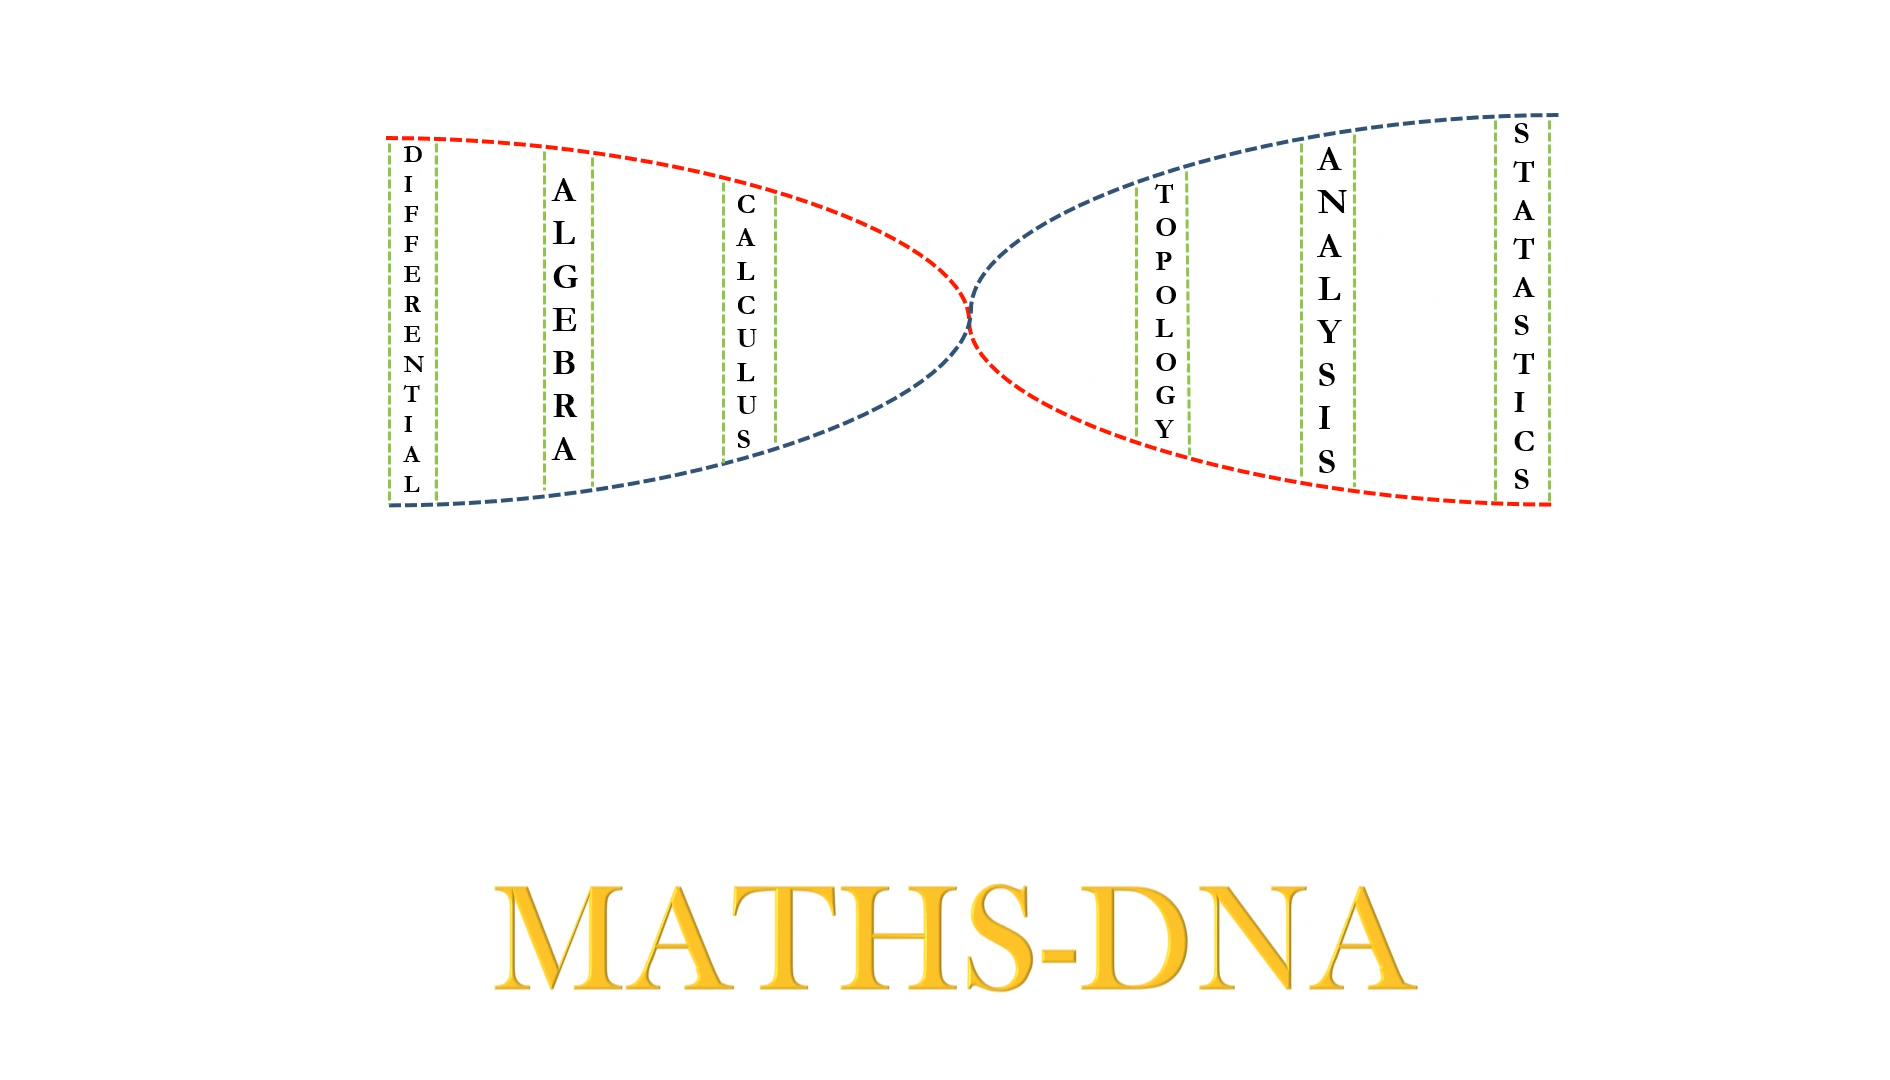 DIFFERENTIAL
ALGEBRA
CALCULUS
TOPOLOGY
ANALYSIS
STATASTICS
MATHS-DNA